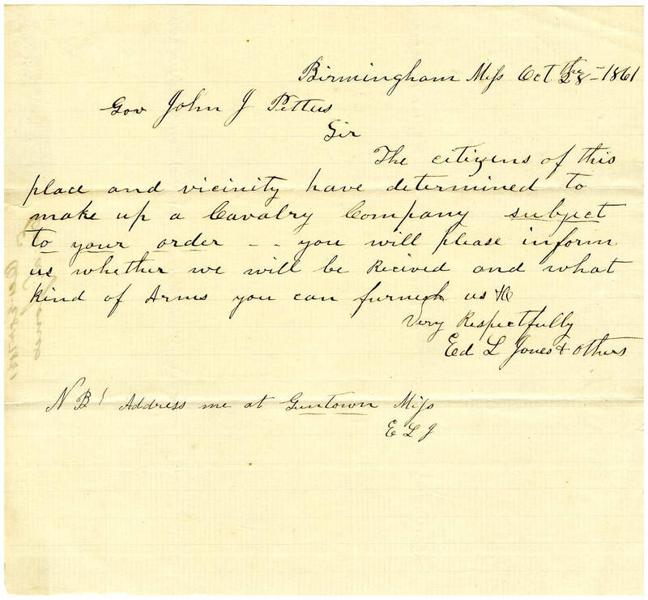 Birmingham Miss Oct 28 - 1861
Gov John J Pettus
Sir
The citizens of this
place and vicinity have determined to
make up a Cavalry Company subject
to your order - - you will please inform
us whether we will be Recived and what
kind of Arms you can furnish us &c
Very Respectfully
Ed L Jones & others
N B Address me at Guntown Miss
E L J